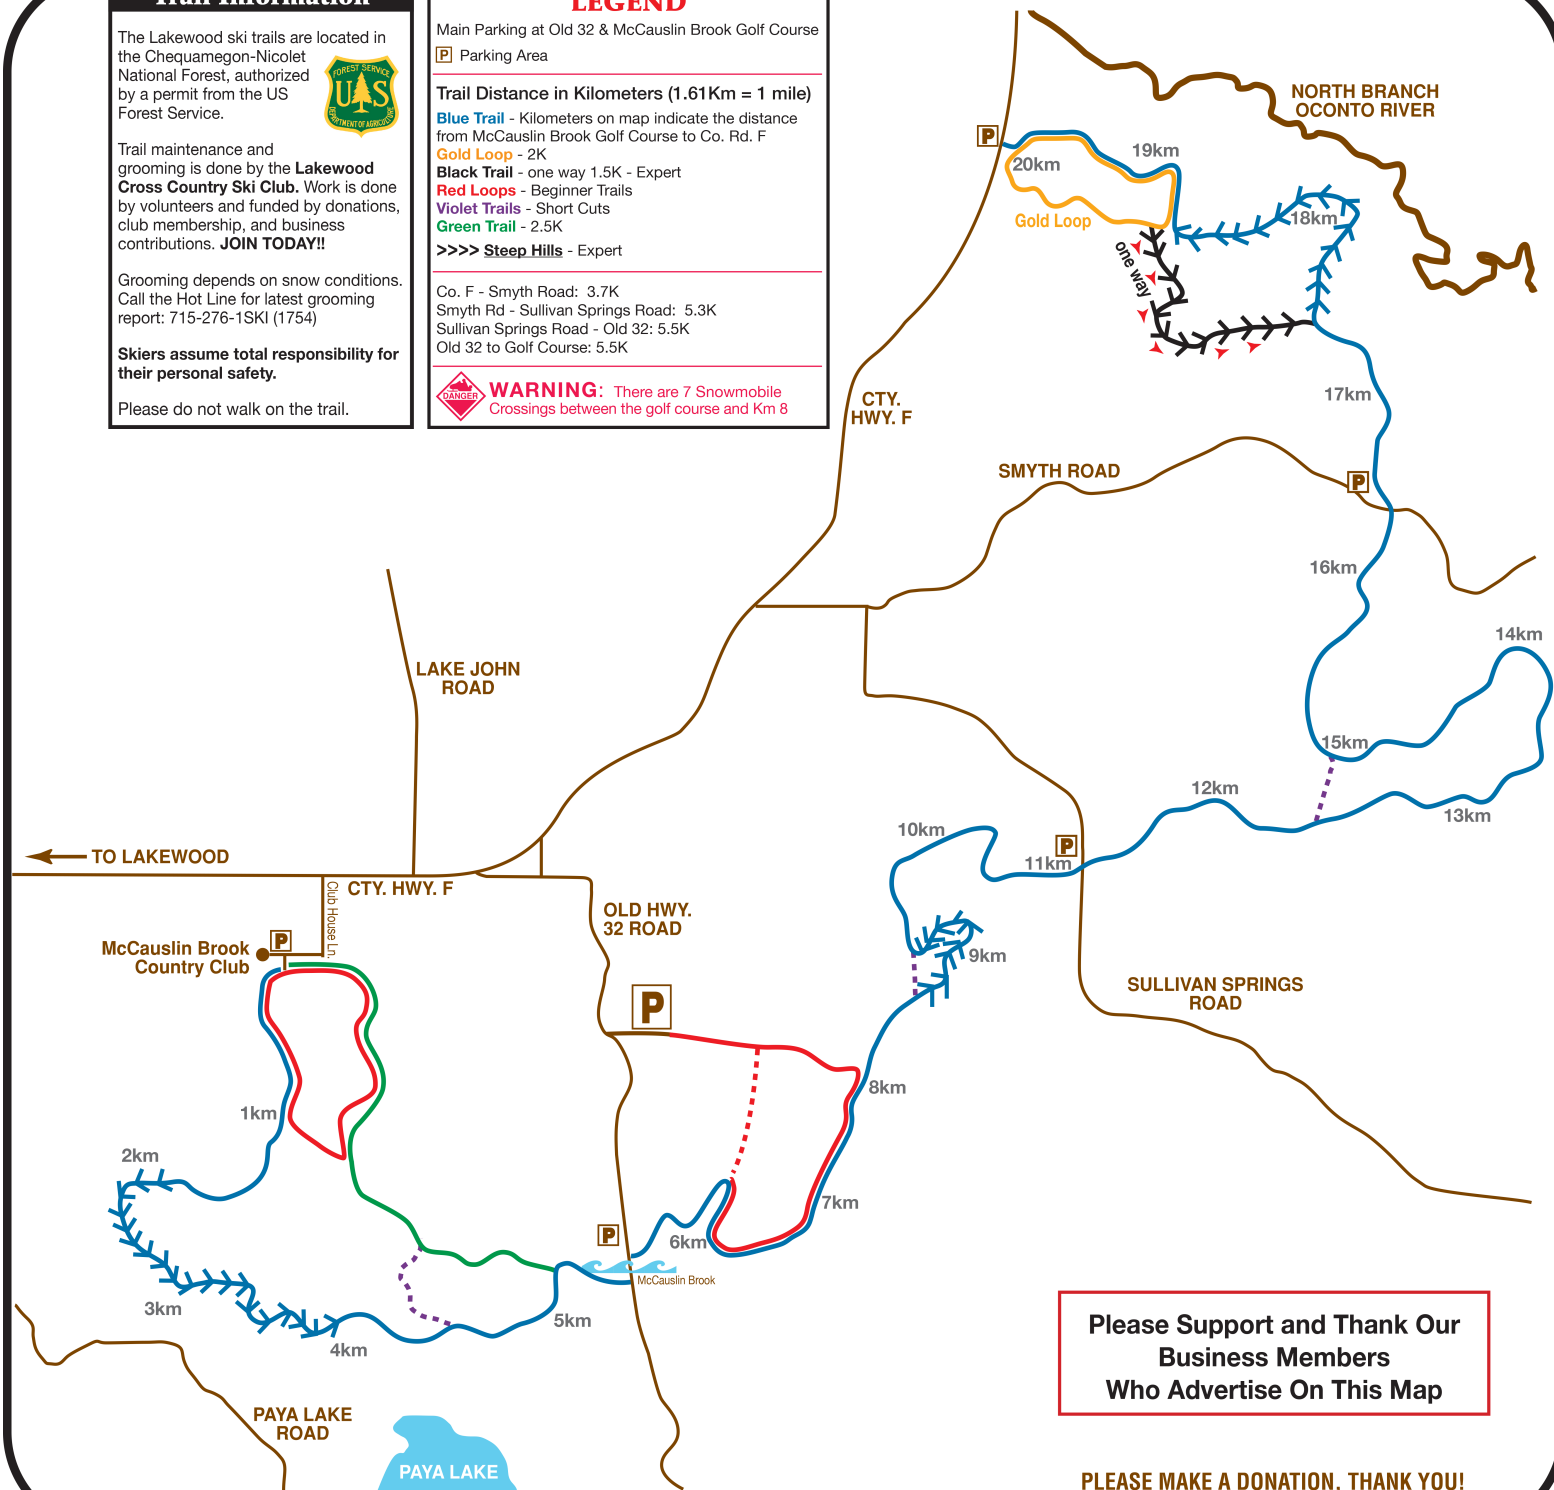 Trail Information
The Lakewood ski trails are located in
the Chequamegon-Nicolet
National Forest, authorized
by a permit from the US
Forest Service.
FOREST SERVICE
UAS
DEPARTMENT OF AGRICULTURE
Trail maintenance and
grooming is done by the Lakewood
Cross Country Ski Club. Work is done
by volunteers and funded by donations,
club membership, and business
contributions. JOIN TODAY!!
Grooming depends on snow conditions.
Call the Hot Line for latest grooming
report: 715-276-1SKI (1754)
Skiers assume total responsibility for
their personal safety.
Please do not walk on the trail.
LEGEND
Main Parking at Old 32 & McCauslin Brook Golf Course
P Parking Area
Trail Distance in Kilometers (1.61Km = 1 mile)
Blue Trail - Kilometers on map indicate the distance
from McCauslin Brook Golf Course to Co. Rd. F
Gold Loop - 2K
Black Trail - one way 1.5K - Expert
Red Loops - Beginner Trails
Violet Trails - Short Cuts
Green Trail - 2.5K
>>>> Steep Hills - Expert
Co. F - Smyth Road: 3.7K
Smyth Rd - Sullivan Springs Road: 5.3K
Sullivan Springs Road - Old 32: 5.5K
Old 32 to Golf Course: 5.5K
DANGER
WARNING: There are 7 Snowmobile
Crossings between the golf course and Km 8
NORTH BRANCH
OCONTO RIVER
P
20km
19km
Gold Loop
18km
one way
17km
CTY.
HWY. F
SMYTH ROAD
P
16km
14km
LAKE JOHN
ROAD
15km
12km
13km
10km
P
11km
TO LAKEWOOD
CTY. HWY. F
Club House Ln.
OLD HWY.
32 ROAD
McCauslin Brook
Country Club
P
9km
SULLIVAN SPRINGS
ROAD
P
8km
1km
2km
7km
P
6km
McCauslin Brook
3km
5km
4km
Please Support and Thank Our
Business Members
Who Advertise On This Map
PAYA LAKE
ROAD
PAYA LAKE
PLEASE MAKE A DONATION. THANK YOU!